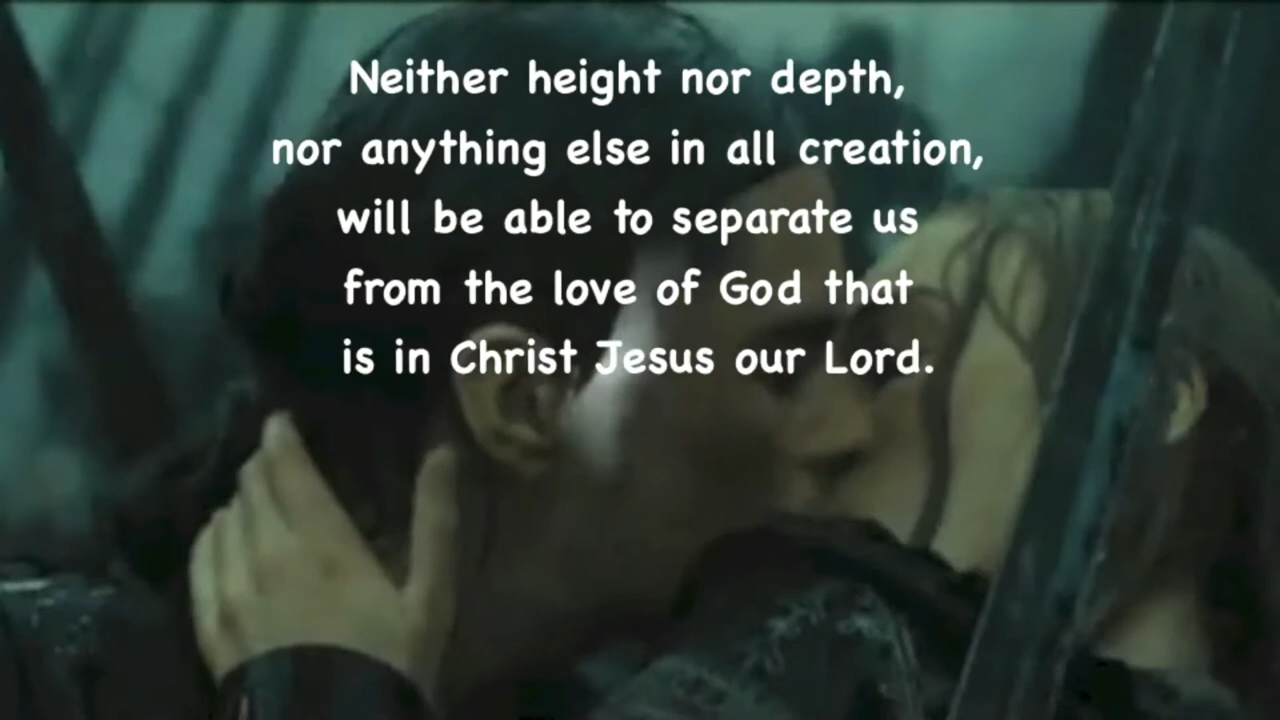 Neither height nor depth,
nor anything else in all creation,
will be able to separate us
from the love of God that
is in Christ Jesus our Lord.